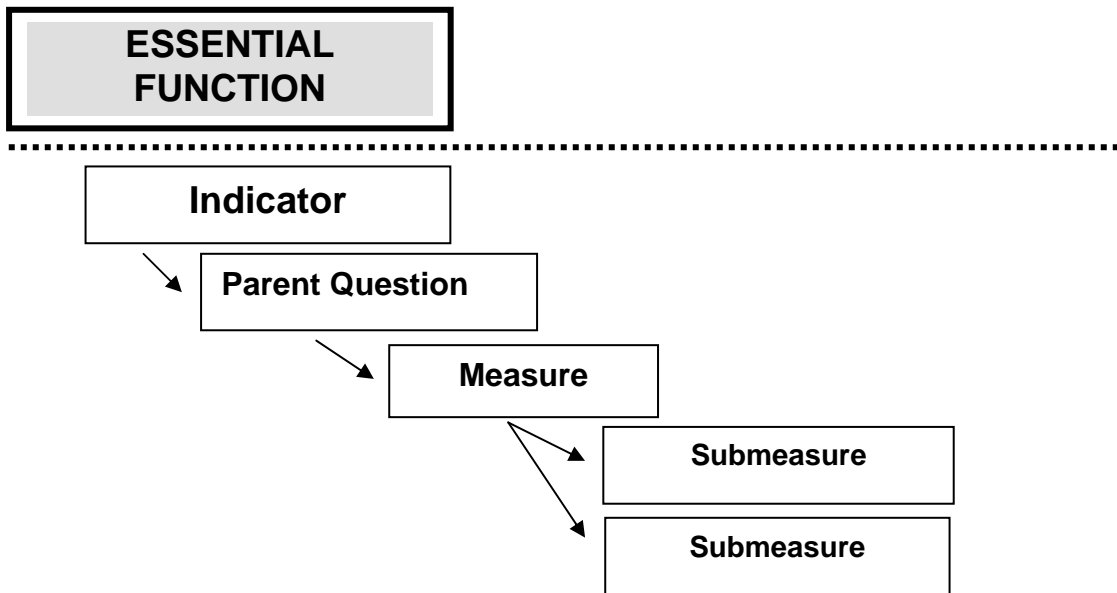 ESSENTIAL
FUNCTION
Indicator
Parent Question
Measure
Submeasure
Submeasure